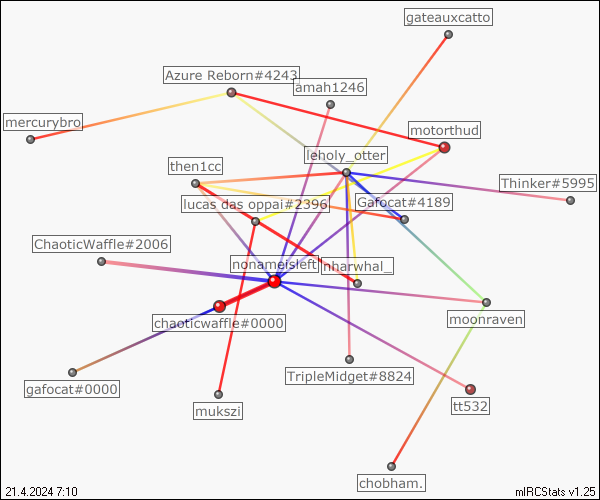 gateauxcatto
Azure Reborn#4243
amah1246
mercurybro
motorthud
leholy_otter
then1cc
Thinker#5995
lucas das oppai#2396
Gafocat#4189
ChaoticWaffle#2006
nonameisleft
nharwhal_
chaoticwaffle#0000
moonraven
gafocat#0000
TripleMidget#8824
mukszi
tt532
chobham.
21.4.2024 7:10
mIRCStats v1.25